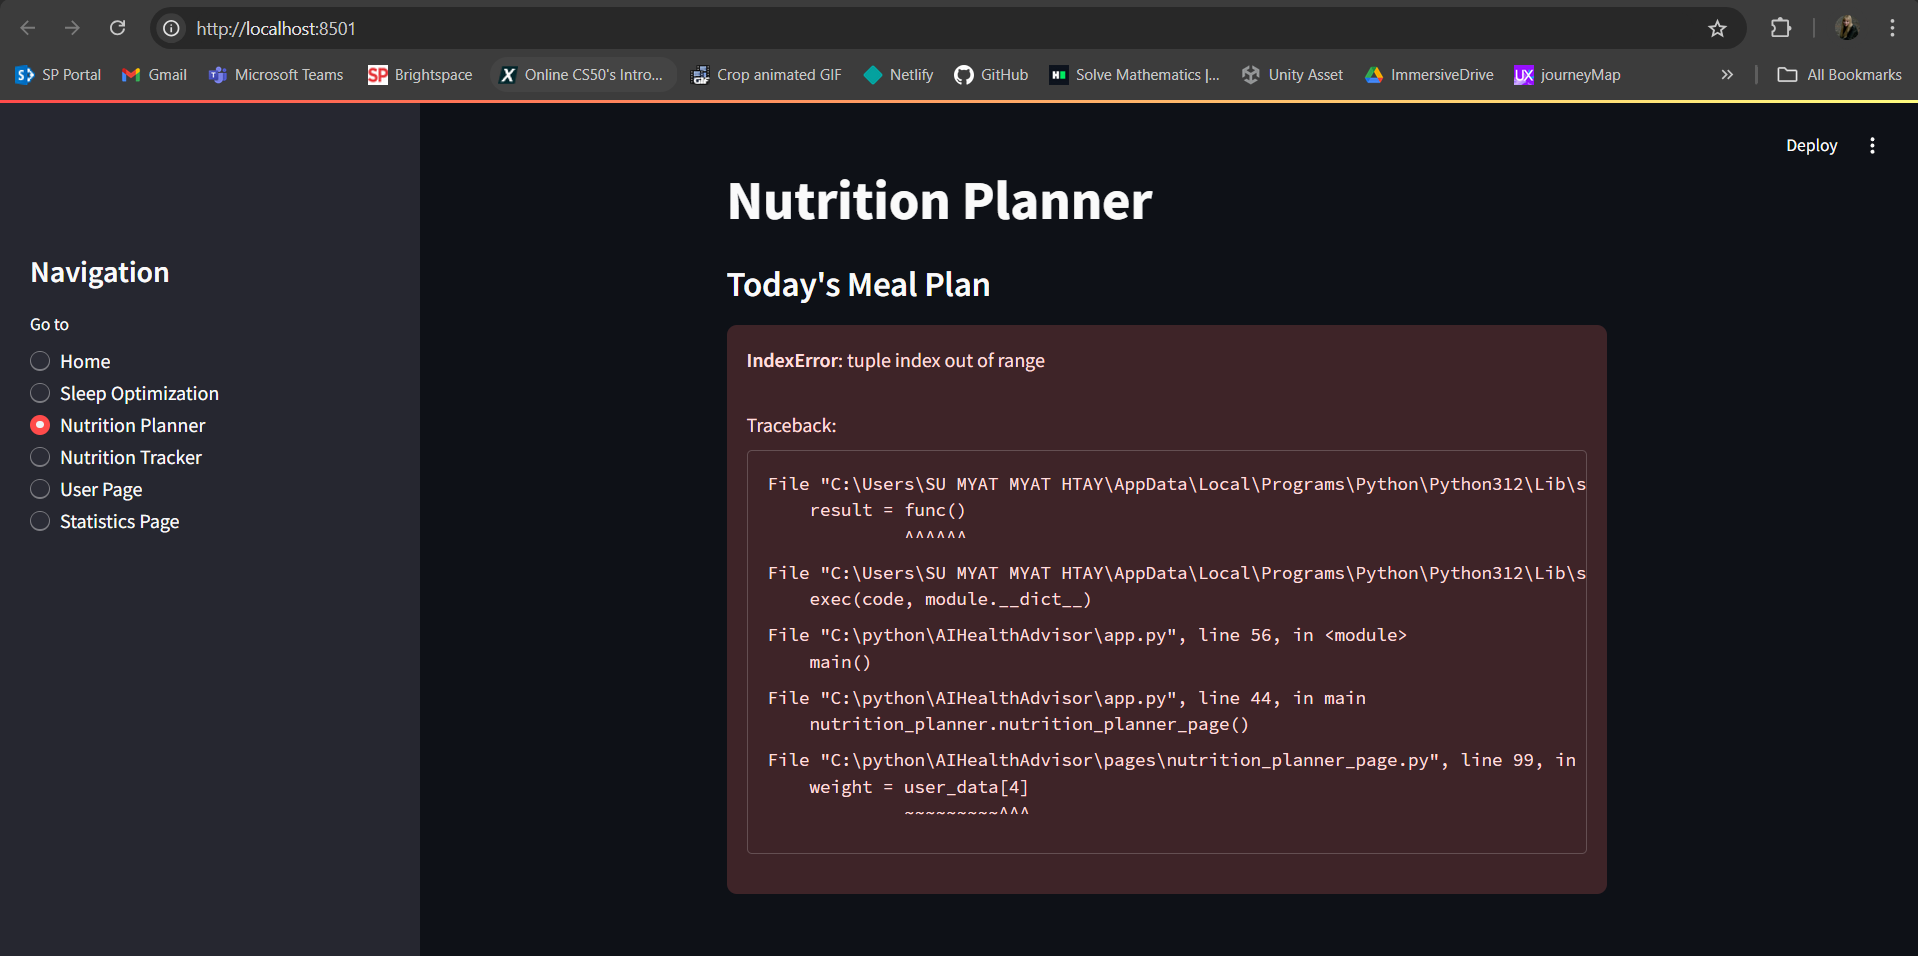 http://localhost:8501
SP Portal
Gmail
Microsoft Teams
SP Brightspace
X Online CS50's Intro...
GIF Crop animated GIF
Netlify
GitHub
Solve Mathematics |...
Unity Asset
ImmersiveDrive
UX journeyMap
»
All Bookmarks
Deploy
Navigation
Go to
Home
Sleep Optimization
Nutrition Planner
Nutrition Tracker
User Page
Statistics Page
Nutrition Planner
Today's Meal Plan
IndexError: tuple index out of range
Traceback:
File "C:\Users\SU MYAT MYAT HTAY\AppData\Local\Programs\Python\Python312\Lib\s
result = func()
^^^^^^
File "C:\Users\SU MYAT MYAT HTAY\AppData\Local\Programs\Python\Python312\Lib\s
exec(code, module.__dict__)
File "C:\python\AIHealthAdvisor\app.py", line 56, in <module>
main()
File "C:\python\AIHealthAdvisor\app.py", line 44, in main
nutrition_planner.nutrition_planner_page()
File "C:\python\AIHealthAdvisor\pages\nutrition_planner_page.py", line 99, in
weight = user_data[4]
~~~~~~~~~^^^